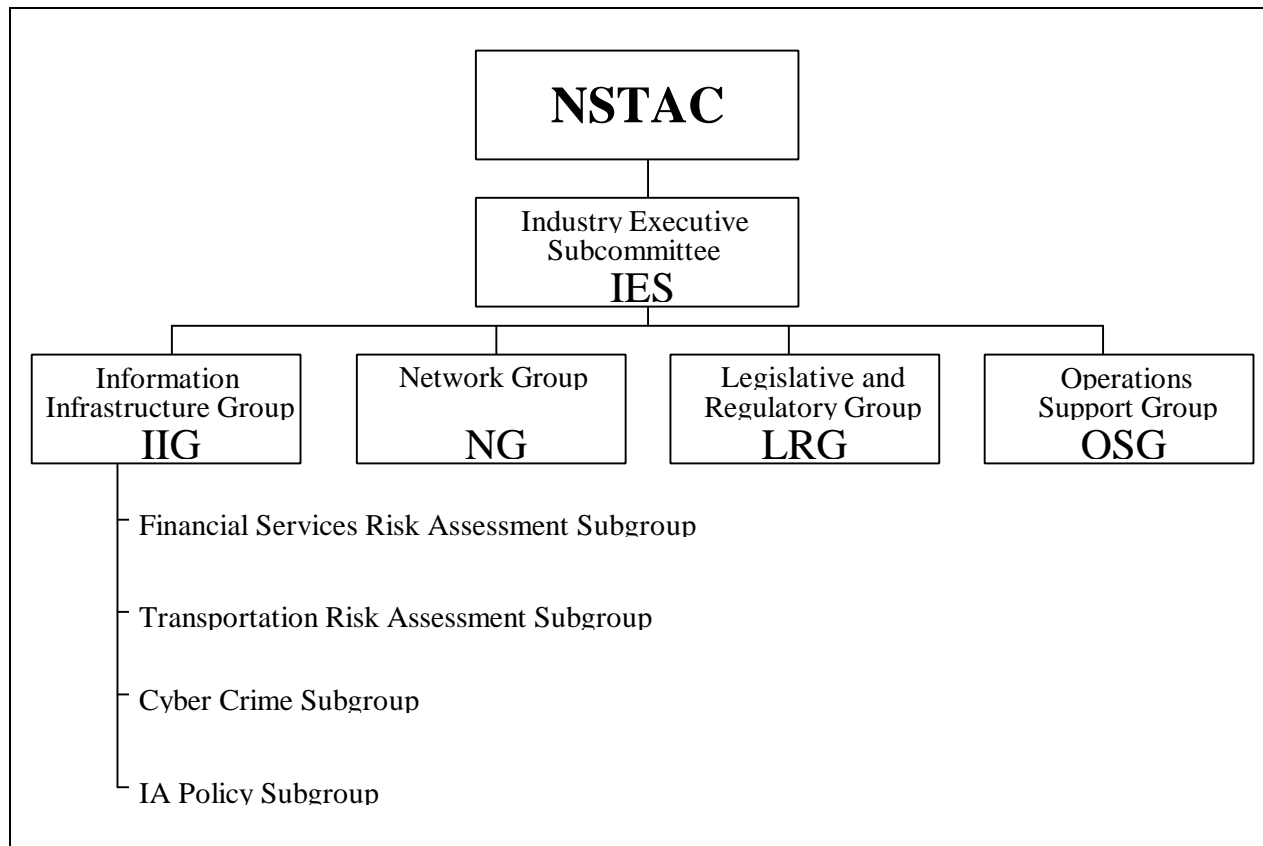 NSTAC
Industry Executive
Subcommittee
IES
Information
Infrastructure Group
IIG
Network Group
NG
Legislative and
Regulatory Group
LRG
Operations
Support Group
OSG
Financial Services Risk Assessment Subgroup
Transportation Risk Assessment Subgroup
Cyber Crime Subgroup
IA Policy Subgroup